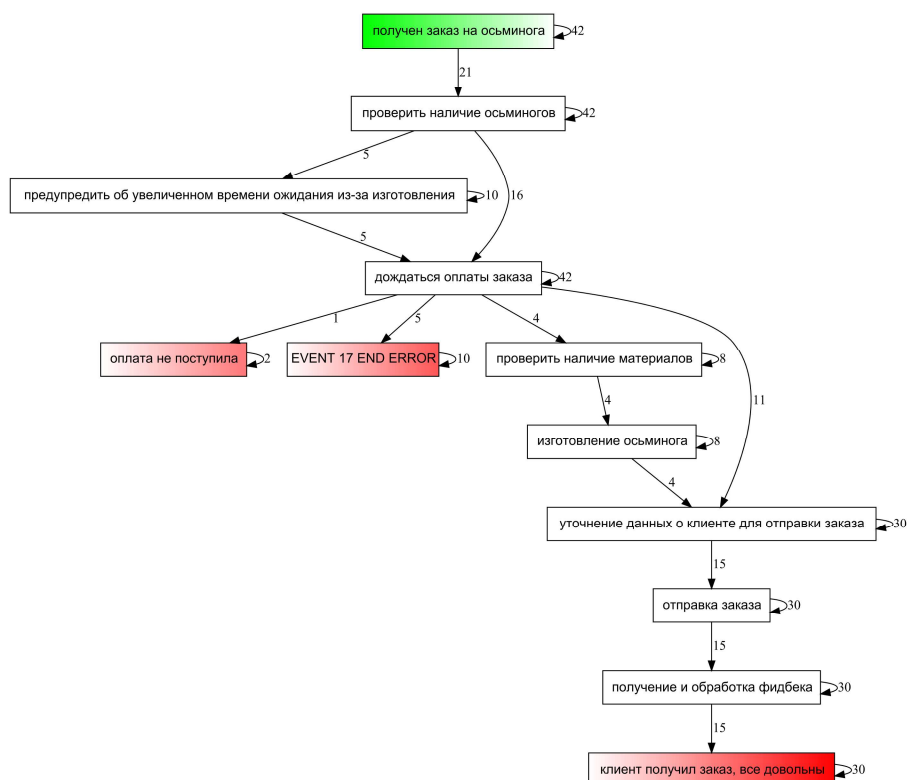 получен заказ на осьминога
42
21
проверить наличие осьминогов
42
5
предупредить об увеличенном времени ожидания из-за изготовления
10
16
5
дождаться оплаты заказа
42
1
5
4
оплата не поступила
2
EVENT 17 END ERROR
10
проверить наличие материалов
8
11
4
изготовление осьминога
8
4
уточнение данных о клиенте для отправки заказа
30
15
отправка заказа
30
15
получение и обработка фидбека
30
15
клиент получил заказ, все довольны
30